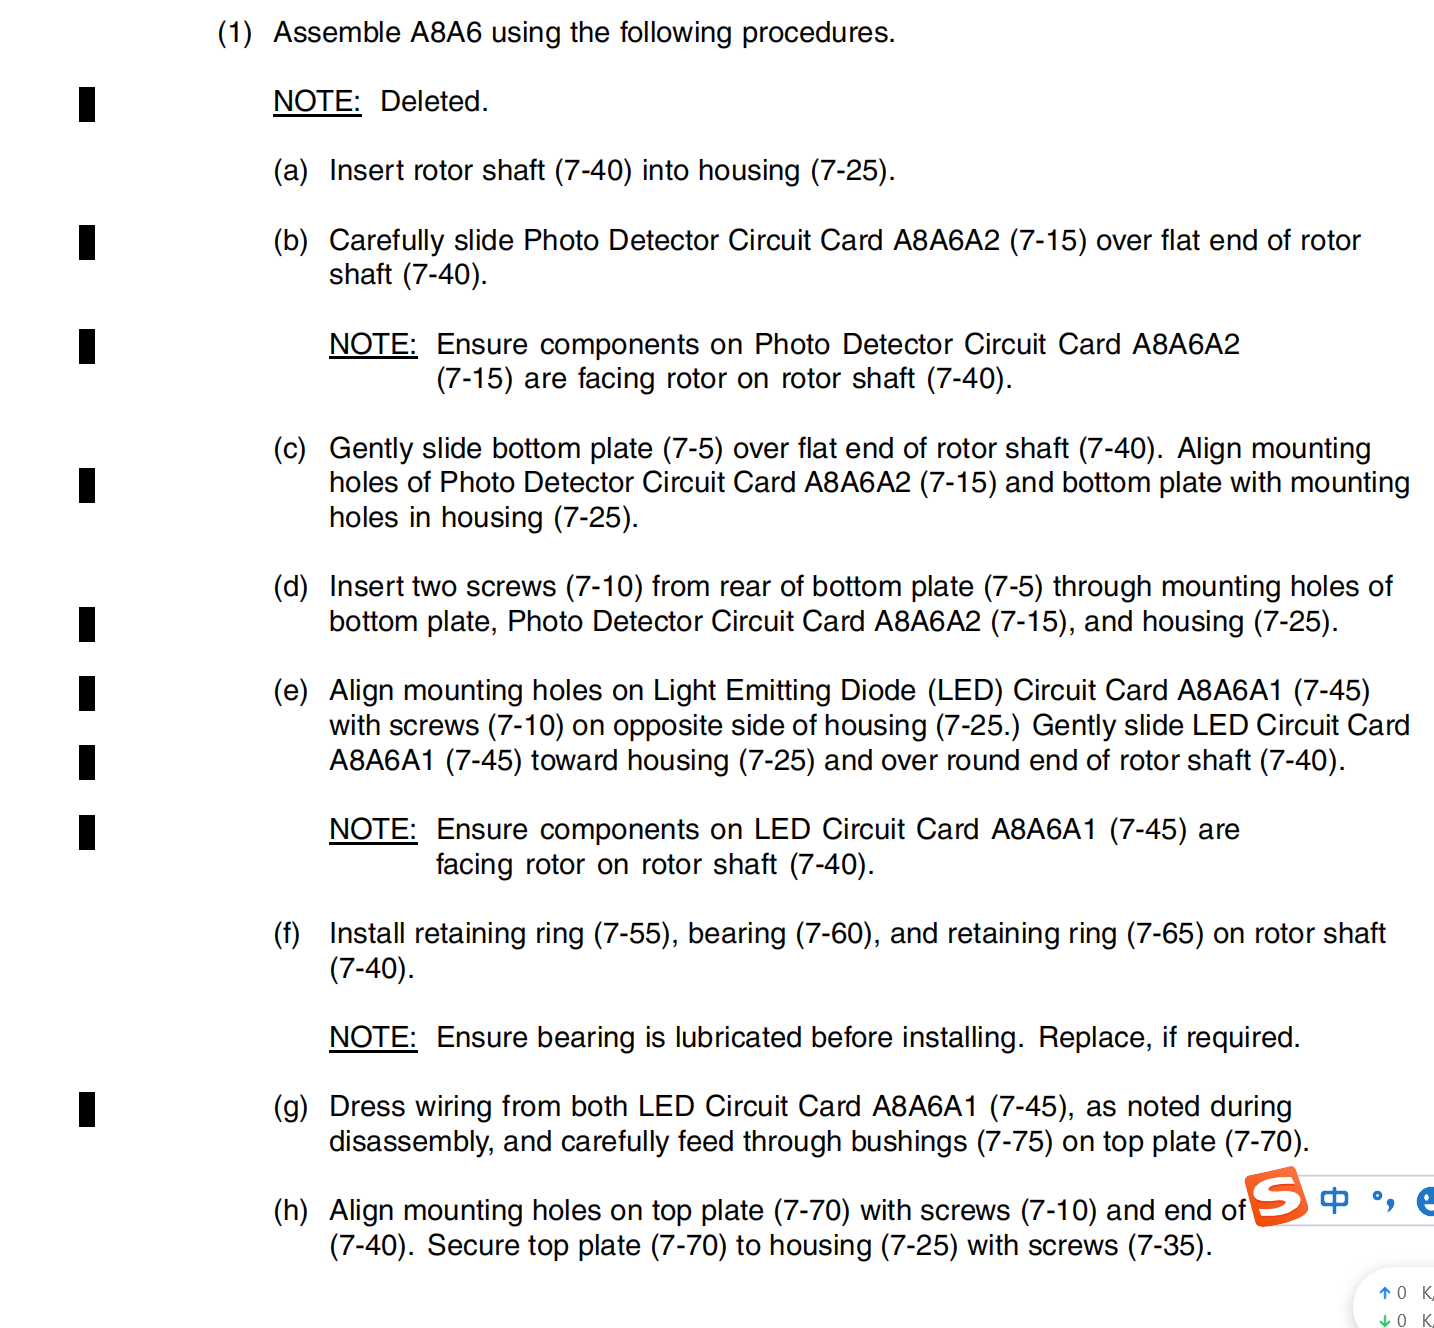 (1) Assemble A8A6 using the following procedures.
NOTE: Deleted.
(a) Insert rotor shaft (7-40) into housing (7-25).
(b) Carefully slide Photo Detector Circuit Card A8A6A2 (7-15) over flat end of rotor
shaft (7-40).
NOTE: Ensure components on Photo Detector Circuit Card A8A6A2
(7-15) are facing rotor on rotor shaft (7-40).
(c) Gently slide bottom plate (7-5) over flat end of rotor shaft (7-40). Align mounting
holes of Photo Detector Circuit Card A8A6A2 (7-15) and bottom plate with mounting
holes in housing (7-25).
(d) Insert two screws (7-10) from rear of bottom plate (7-5) through mounting holes of
bottom plate, Photo Detector Circuit Card A8A6A2 (7-15), and housing (7-25).
(e) Align mounting holes on Light Emitting Diode (LED) Circuit Card A8A6A1 (7-45)
with screws (7-10) on opposite side of housing (7-25.) Gently slide LED Circuit Card
A8A6A1 (7-45) toward housing (7-25) and over round end of rotor shaft (7-40).
NOTE: Ensure components on LED Circuit Card A8A6A1 (7-45) are
facing rotor on rotor shaft (7-40).
(f) Install retaining ring (7-55), bearing (7-60), and retaining ring (7-65) on rotor shaft
(7-40).
NOTE: Ensure bearing is lubricated before installing. Replace, if required.
(g) Dress wiring from both LED Circuit Card A8A6A1 (7-45), as noted during
disassembly, and carefully feed through bushings (7-75) on top plate (7-70).
(h) Align mounting holes on top plate (7-70) with screws (7-10) and end of
(7-40). Secure top plate (7-70) to housing (7-25) with screws (7-35).
S 中 °,
↑ 0 K/
↓ 0 K/